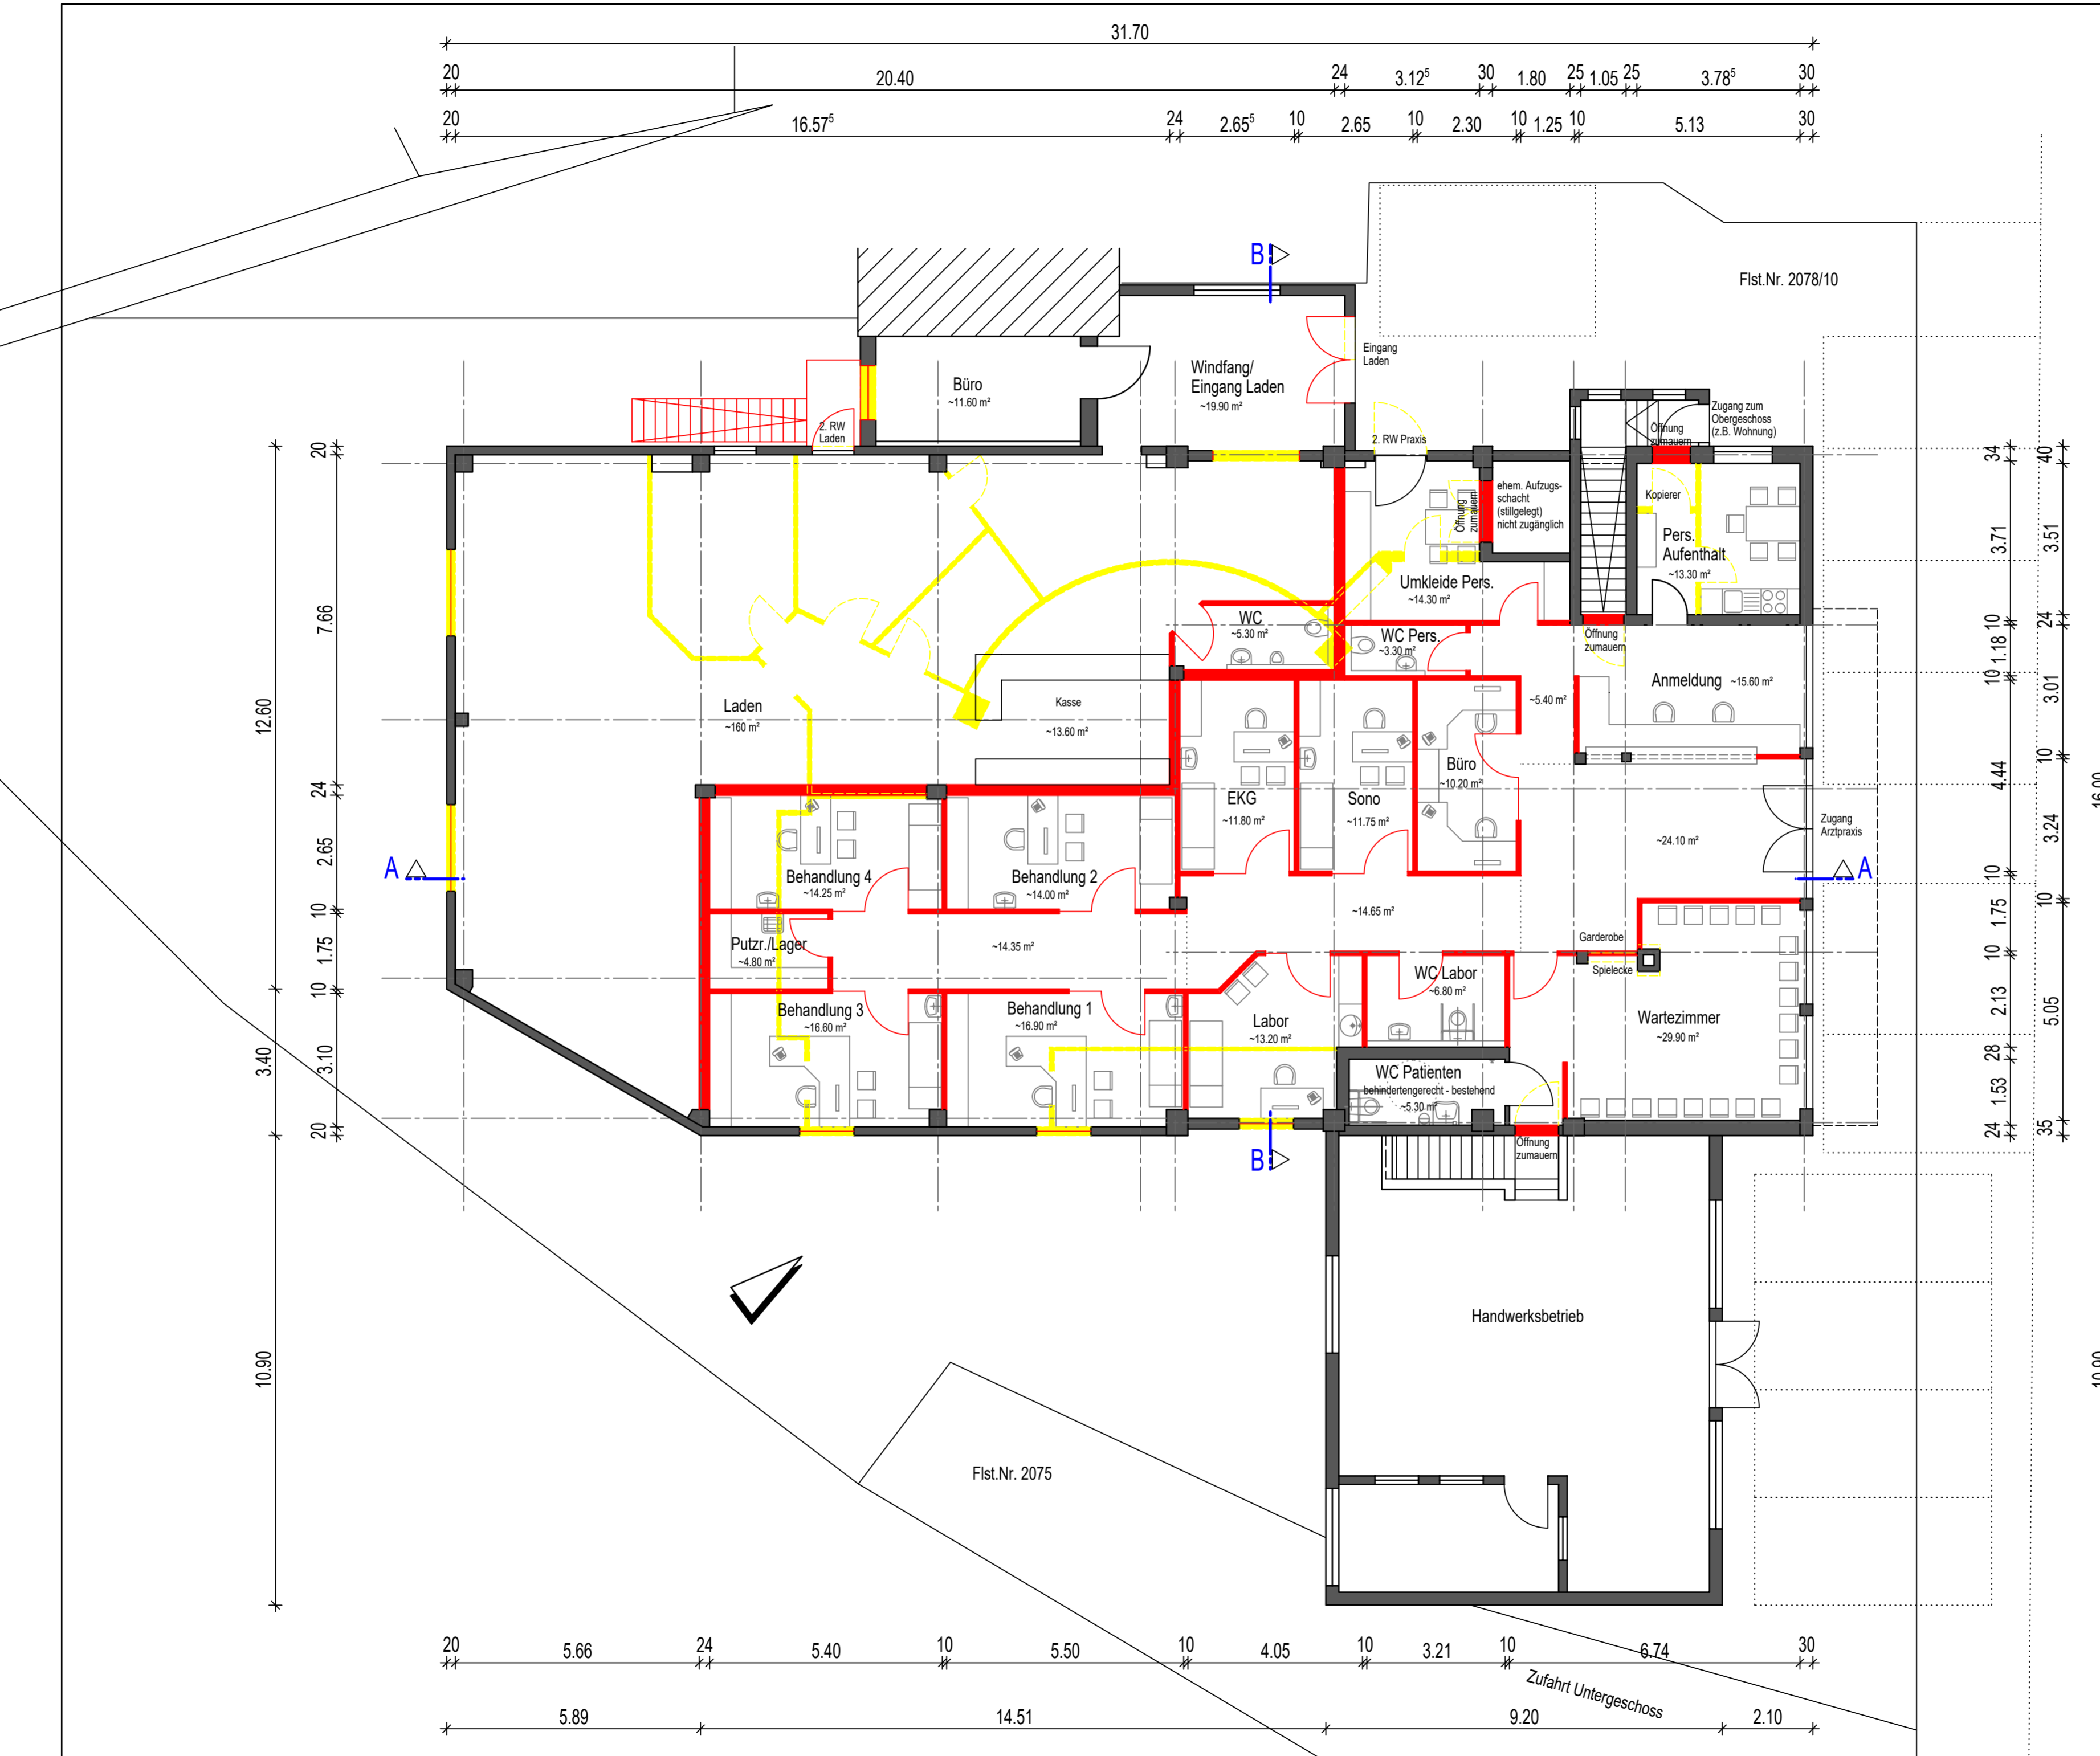 31.70
20 20.40 24 3.12⁵ 30 1.80 25 1.05 25 3.78⁵ 30
20 16.57⁵ 24 2.65⁵ 10 2.65 10 2.30 10 1.25 10 5.13 30
B
Flst.Nr. 2078/10
Eingang
Laden
Windfang/
Eingang Laden
~19.90 m²
Büro
~11.60 m²
2. RW
Laden
2. RW Praxis
Zugang zum
Obergeschoss
(z.B. Wohnung)
Öffnung
zumauern
ehem. Aufzugs-
schacht
(stillgelegt)
nicht zugänglich
Öffnung
zumauern
Kopierer
Pers.
Aufenthalt
~13.30 m²
Umkleide Pers.
~14.30 m²
WC
~5.30 m²
WC Pers.
~3.30 m²
Öffnung
zumauern
Anmeldung ~15.60 m²
~5.40 m²
Laden
~160 m²
Kasse
~13.60 m²
EKG
~11.80 m²
Sono
~11.75 m²
Büro
~10.20 m²
Zugang
Arztpraxis
~24.10 m²
A
A
Behandlung 4
~14.25 m²
Behandlung 2
~14.00 m²
~14.65 m²
Putzr./Lager
~4.80 m²
~14.35 m²
Garderobe
Spielecke
Behandlung 3
~16.60 m²
Behandlung 1
~16.90 m²
Labor
~13.20 m²
WC Labor
~6.80 m²
Wartezimmer
~29.90 m²
WC Patienten
behindertengerecht - bestehend
~5.30 m²
Öffnung
zumauern
B
Handwerksbetrieb
Flst.Nr. 2075
Zufahrt Untergeschoss
12.60
3.40
10.90
20
7.66
24
2.65
10
1.75
10
3.10
20
34
3.71
10
1.18
10
4.44
10
1.75
10
2.13
28
1.53
24
40
3.51
24
3.01
10
3.24
10
5.05
35
16.00
10.90
20 5.66 24 5.40 10 5.50 10 4.05 10 3.21 10 6.74 30
5.89 14.51 9.20 2.10